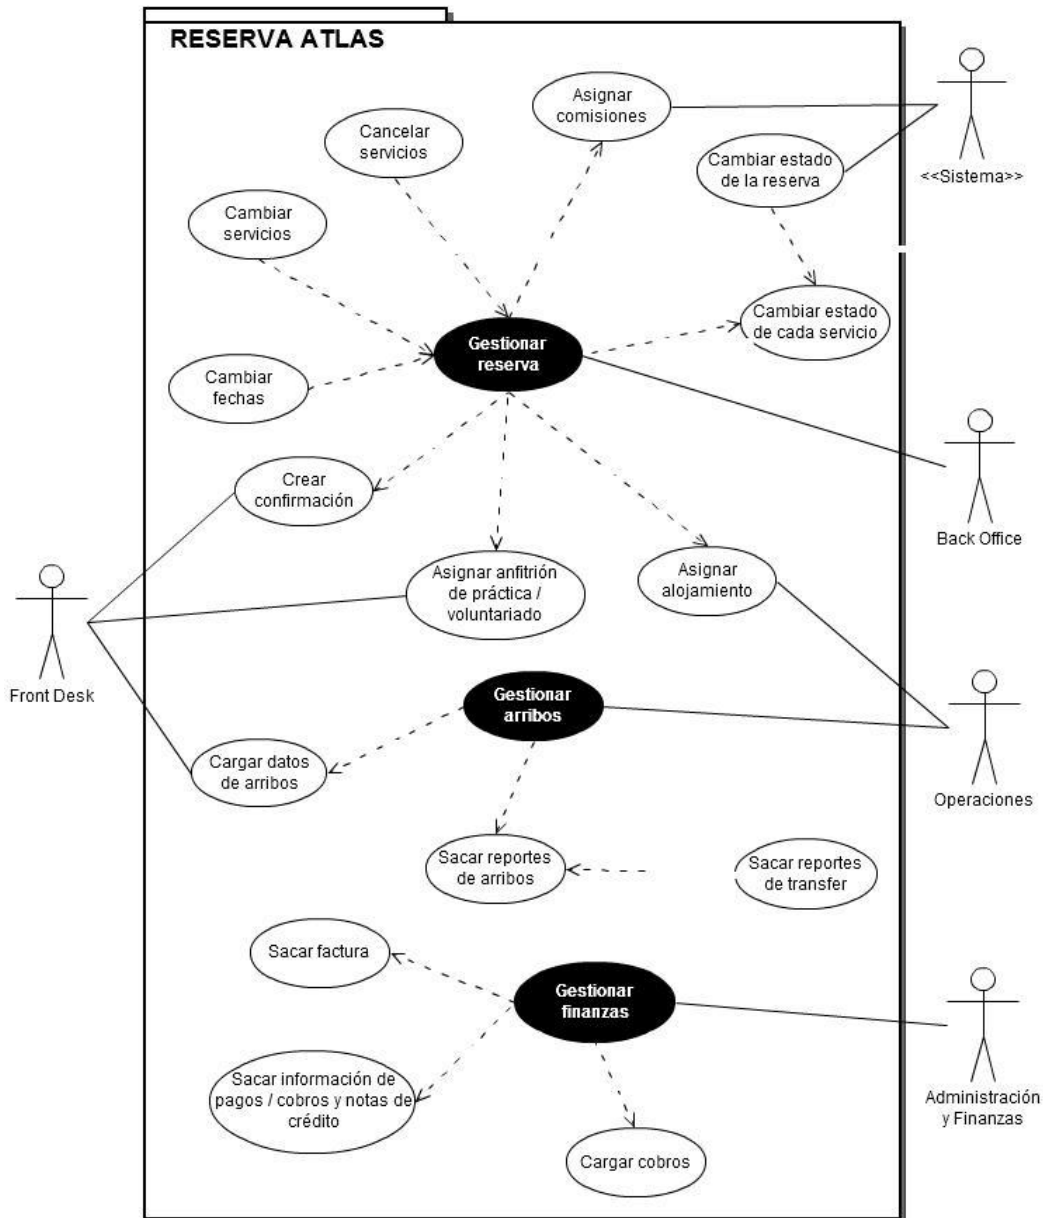 RESERVA ATLAS
Asignar
comisiones
Cancelar
servicios
Cambiar estado
de la reserva
<<Sistema>>
Cambiar
servicios
Cambiar estado
de cada servicio
Gestionar
reserva
Cambiar
fechas
Crear
confirmación
Back Office
Asignar anfitrión
de práctica /
voluntariado
Asignar
alojamiento
Front Desk
Gestionar
arribos
Cargar datos
de arribos
Operaciones
Sacar reportes
de arribos
Sacar reportes
de transfer
Sacar factura
Gestionar
finanzas
Sacar información de
pagos / cobros y notas de
crédito
Administración
y Finanzas
Cargar cobros